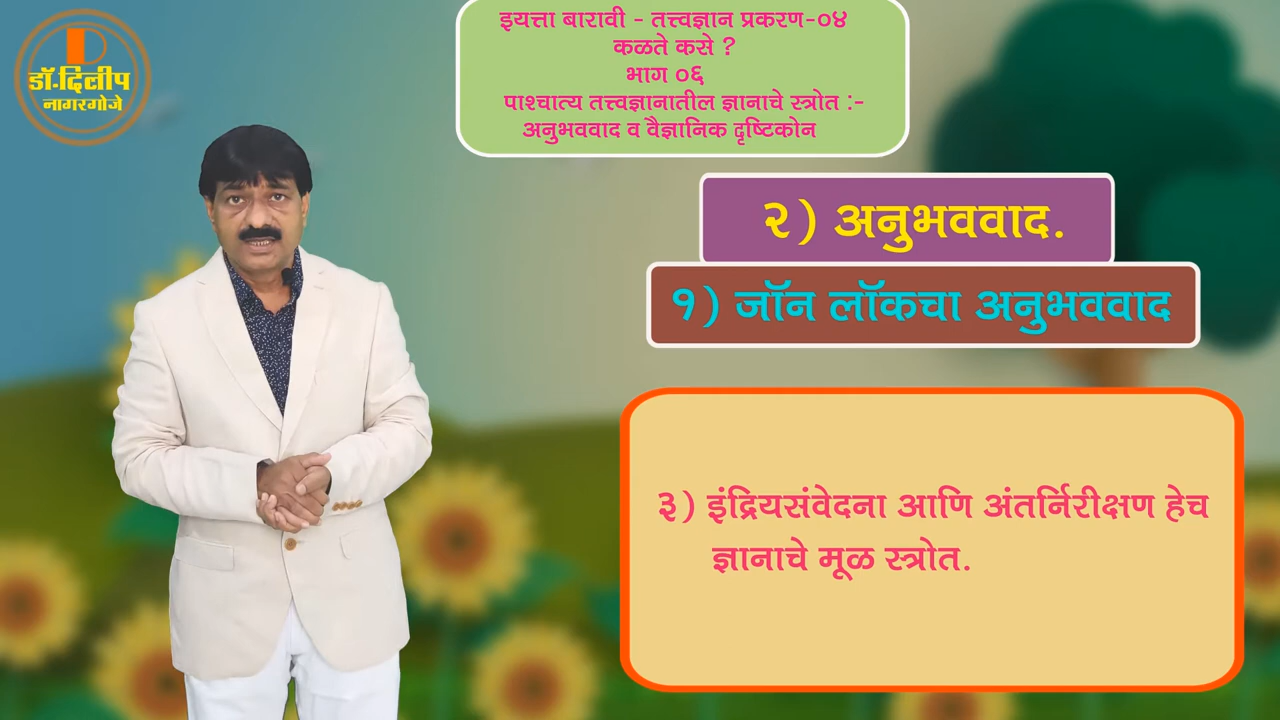 डॉ.दिलीप
नागरगोजे
इयत्ता बारावी - तत्त्वज्ञान प्रकरण-०४
कळते कसे ?
भाग ०६
पाश्चात्य तत्त्वज्ञानातील ज्ञानाचे स्त्रोत :-
अनुभववाद व वैज्ञानिक दृष्टिकोन
२) अनुभववाद.
१) जॉन लॉकचा अनुभववाद
३) इंद्रियसंवेदना आणि अंतर्निरीक्षण हेच
ज्ञानाचे मूळ स्त्रोत.